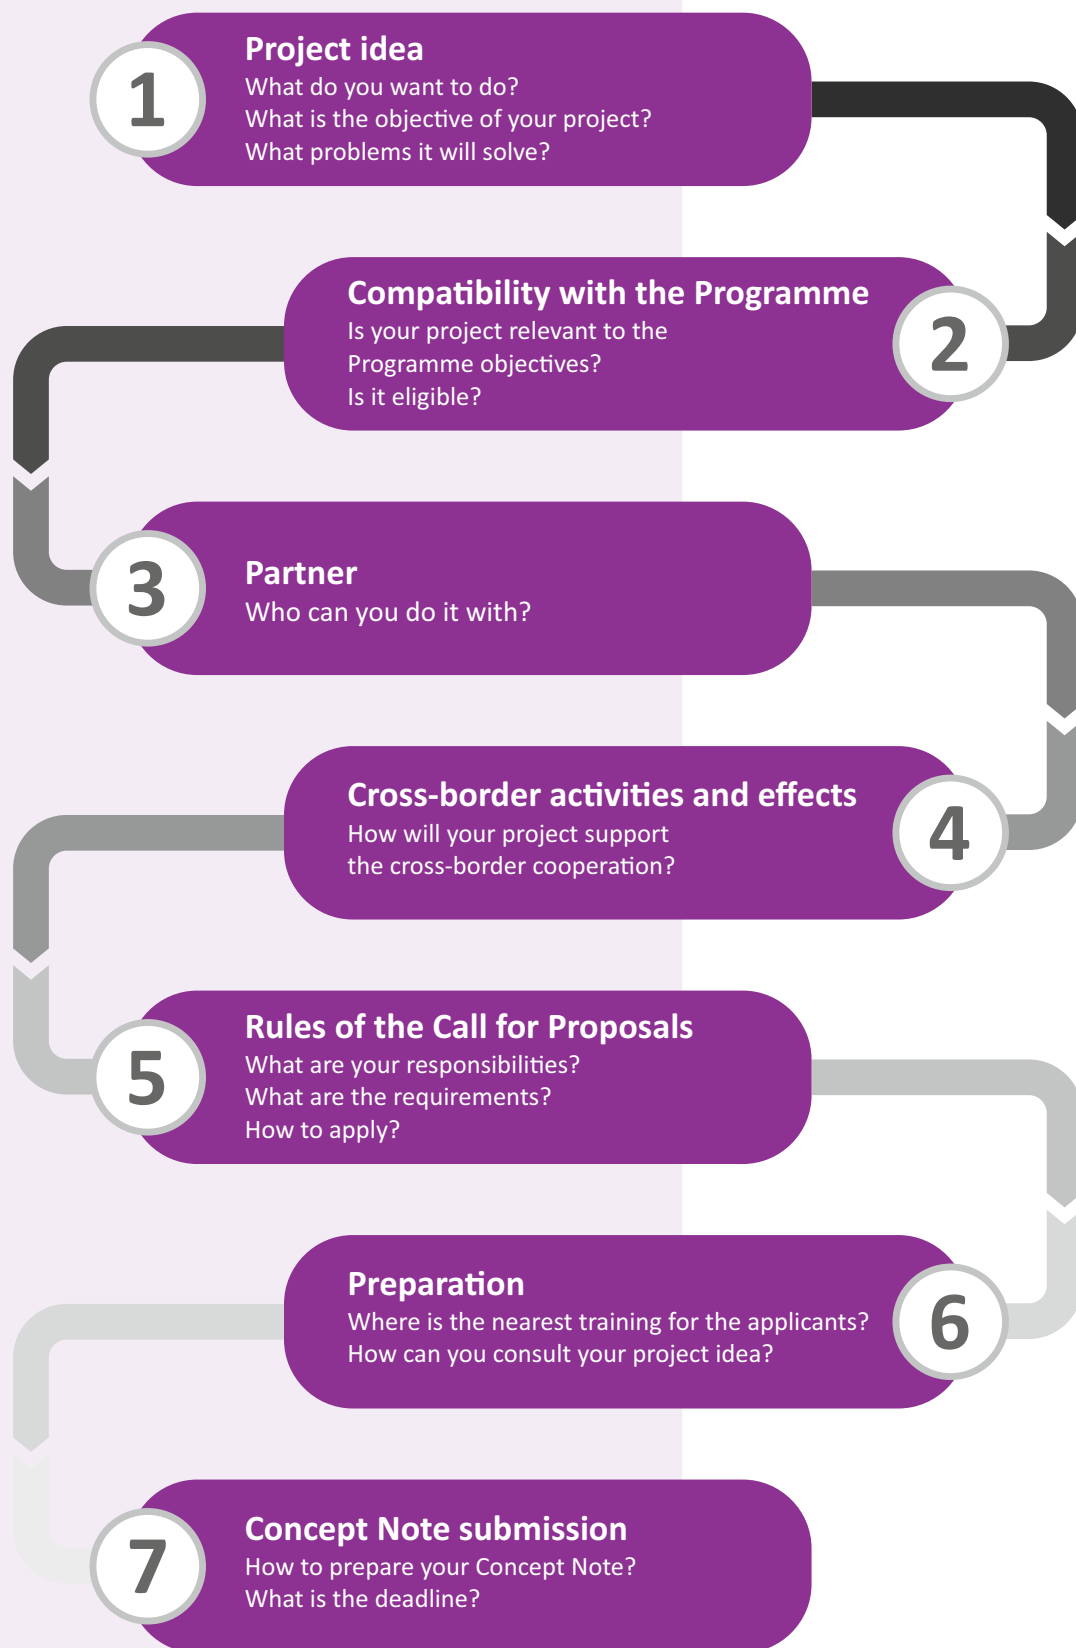 1
Project idea
What do you want to do?
What is the objective of your project?
What problems it will solve?
Compatibility with the Programme
Is your project relevant to the
Programme objectives?
Is it eligible?
2
3
Partner
Who can you do it with?
Cross-border activities and effects
How will your project support
the cross-border cooperation?
4
5
Rules of the Call for Proposals
What are your responsibilities?
What are the requirements?
How to apply?
Preparation
Where is the nearest training for the applicants?
How can you consult your project idea?
6
7
Concept Note submission
How to prepare your Concept Note?
What is the deadline?